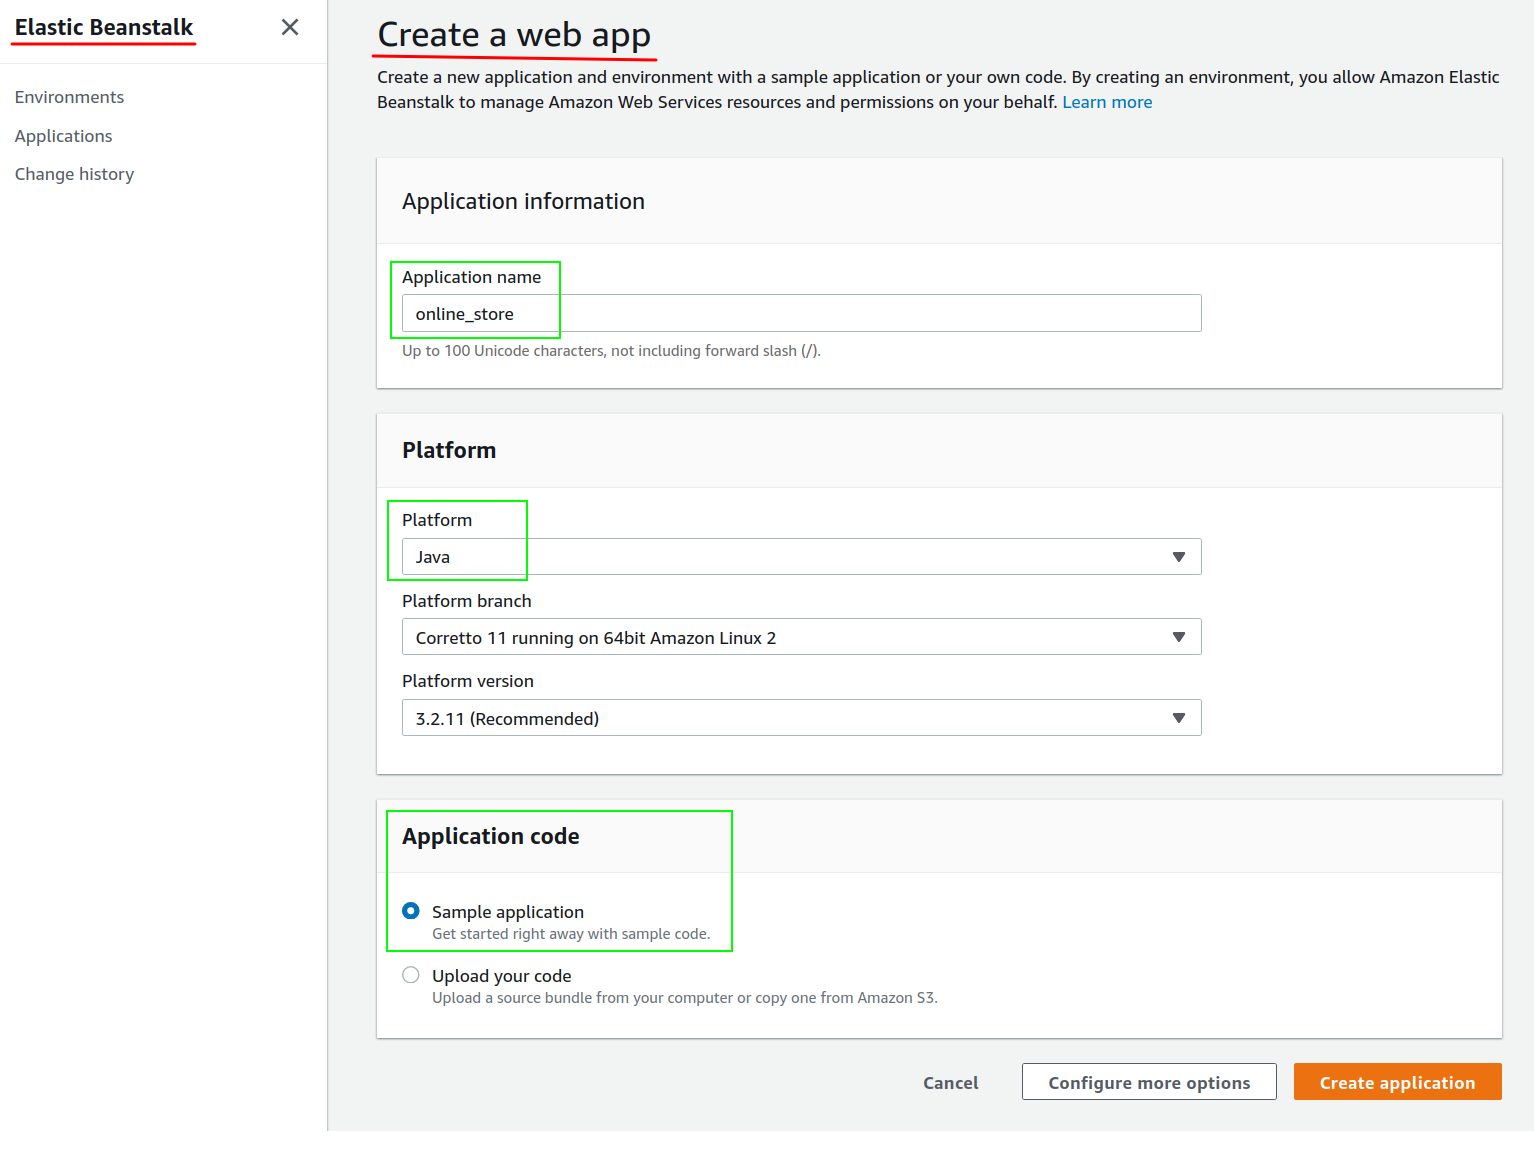 Elastic Beanstalk
Environments
Applications
Change history
Create a web app
Create a new application and environment with a sample application or your own code. By creating an environment, you allow Amazon Elastic
Beanstalk to manage Amazon Web Services resources and permissions on your behalf. Learn more
Application information
Application name
online_store
Up to 100 Unicode characters, not including forward slash (/).
Platform
Platform
Java
Platform branch
Corretto 11 running on 64bit Amazon Linux 2
Platform version
3.2.11 (Recommended)
Application code
Sample application
Get started right away with sample code.
Upload your code
Upload a source bundle from your computer or copy one from Amazon S3.
Cancel
Configure more options
Create application